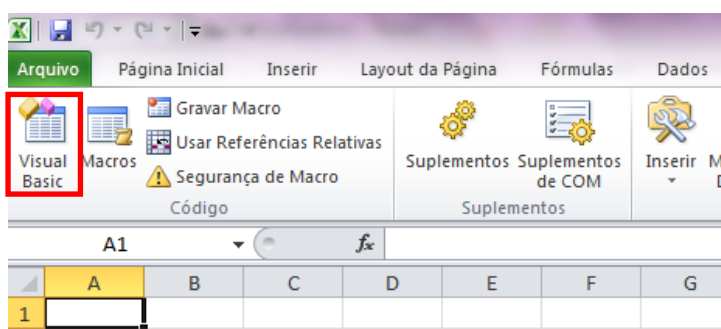 Arquivo Página Inicial Inserir Layout da Página Fórmulas Dados
Visual Basic
Macros
Gravar Macro
Usar Referências Relativas
Segurança de Macro
Código
Suplementos
Suplementos de COM
Suplementos
Inserir
A1
fx
A B C D E F G
1